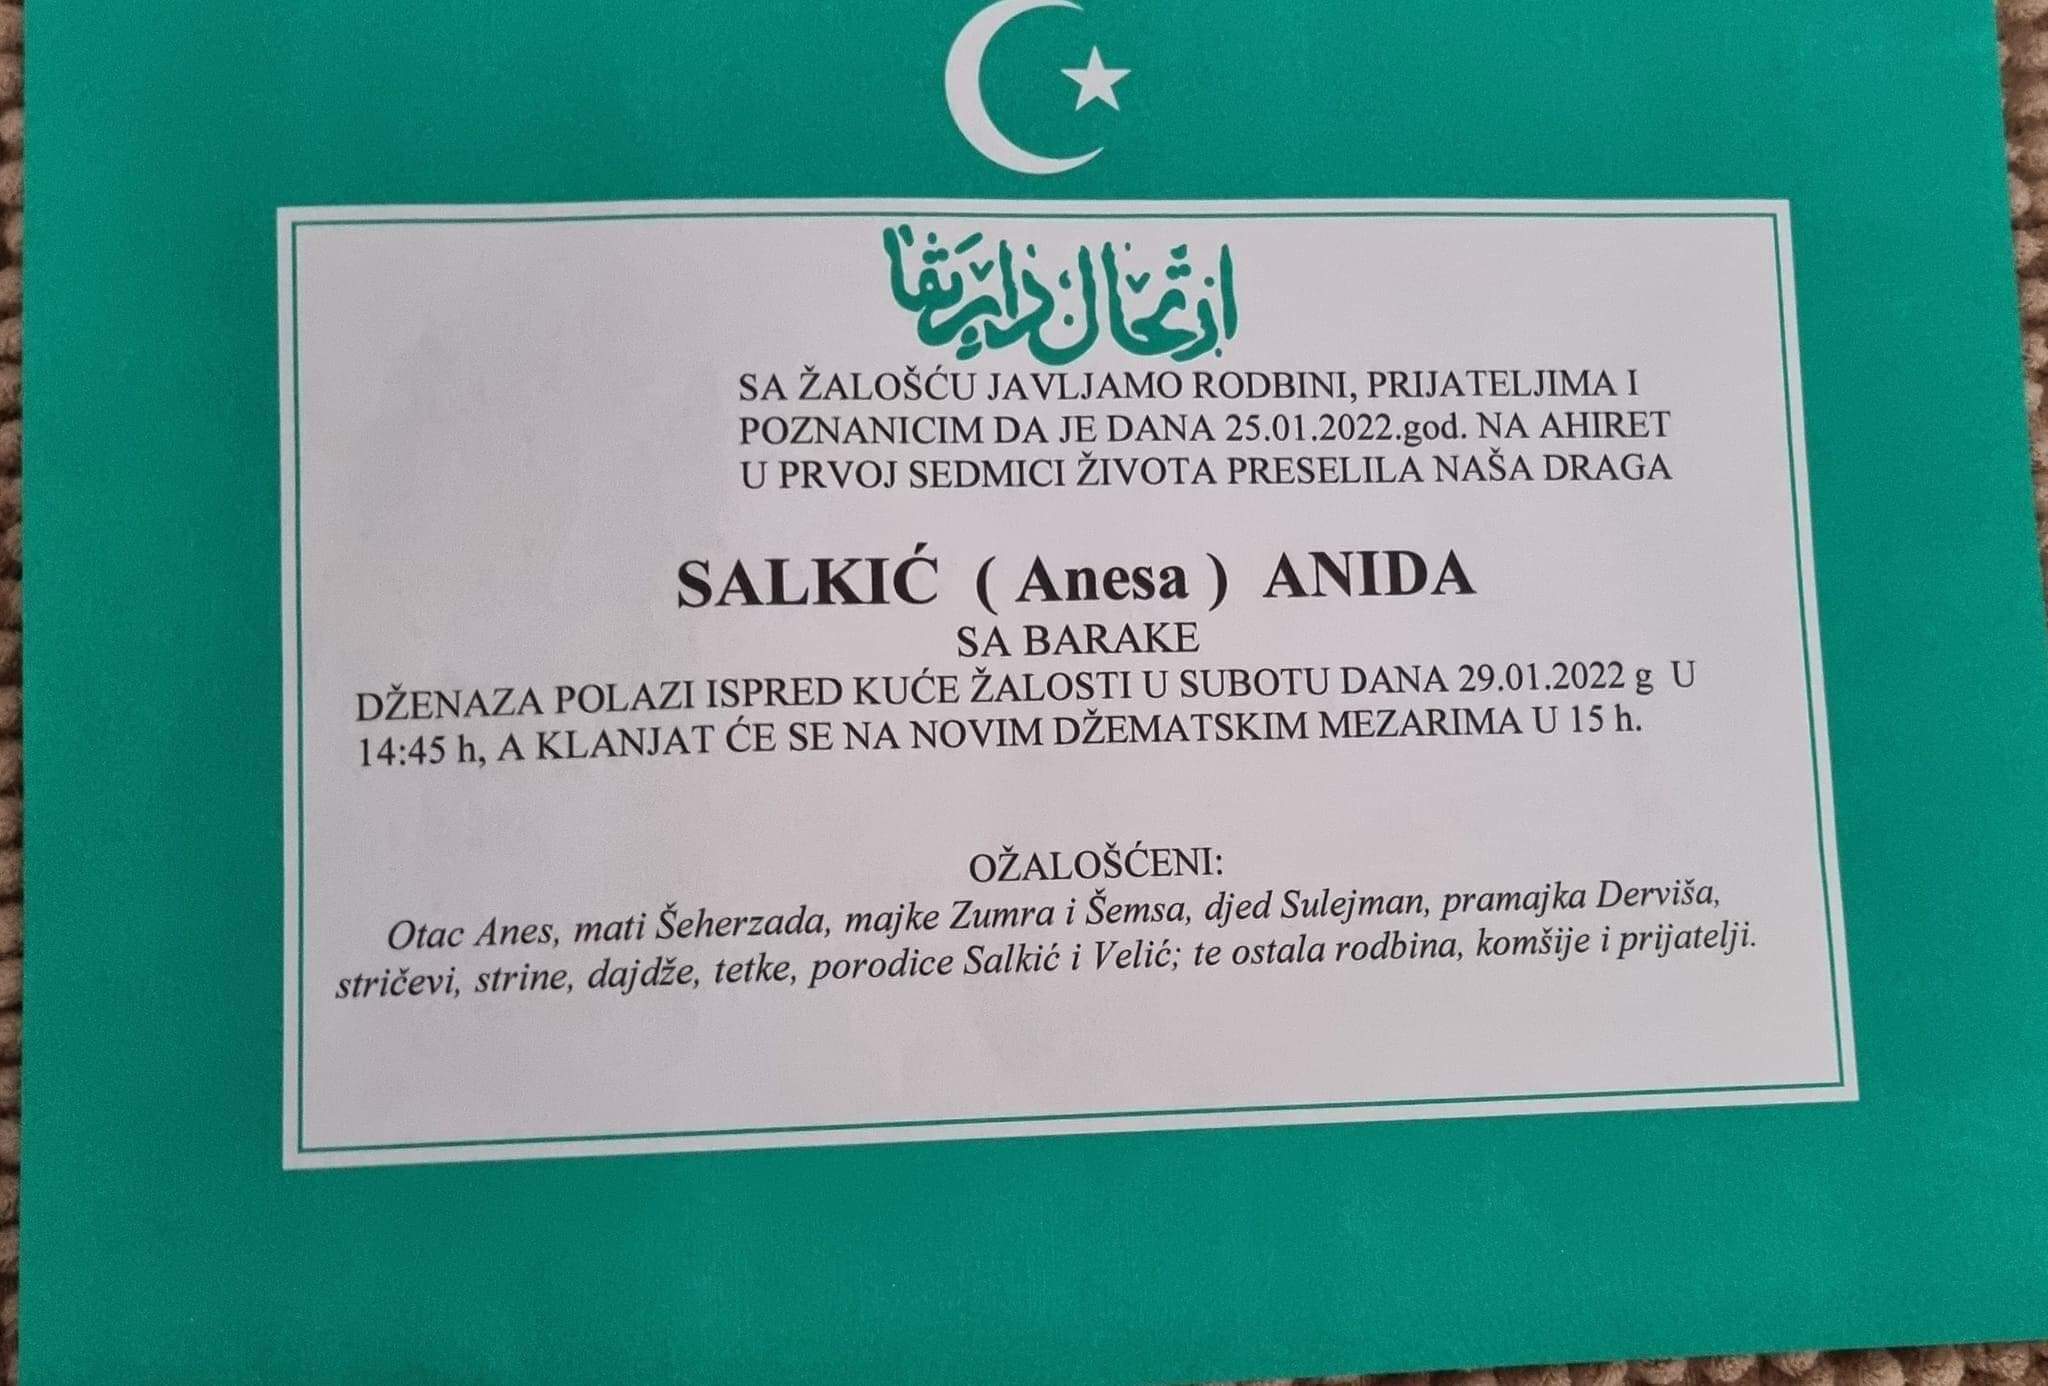 ارتحال دار بقا
SA ŽALOŠĆU JAVLJAMO RODBINI, PRIJATELJIMA I
POZNANICIM DA JE DANA 25.01.2022.god. NA AHIRET
U PRVOJ SEDMICI ŽIVOTA PRESELILA NAŠA DRAGA
SALKIĆ ( Anesa ) ANIDA
SA BARAKE
DŽENAZA POLAZI ISPRED KUĆE ŽALOSTI U SUBOTU DANA 29.01.2022 g U
14:45 h, A KLANJAT ĆE SE NA NOVIM DŽEMATSKIM MEZARIMA U 15 h.
OŽALOŠĆENI:
Otac Anes, mati Šeherzada, majke Zumra i Šemsa, djed Sulejman, pramajka Derviša,
stričevi, strine, dajdže, tetke, porodice Salkić i Velić; te ostala rodbina, komšije i prijatelji.